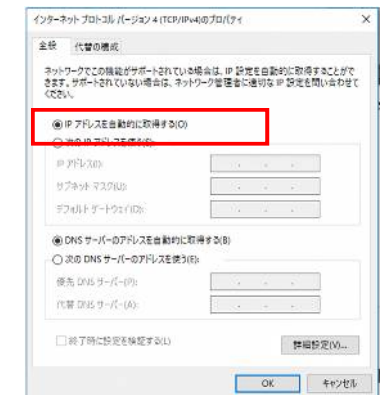 インターネット プロトコル バージョン 4 (TCP/IPv4)のプロパティ
全般 代替の構成
ネットワークでこの機能がサポートされている場合は、IP 設定を自動的に取得することがで
きます。サポートされていない場合は、ネットワーク管理者に適切な IP 設定を問い合わせて
ください。
IP アドレスを自動的に取得する(O)
次の IP アドレスを使う(S):
IP アドレス(I):
サブネット マスク(U):
デフォルト ゲートウェイ(D):
DNS サーバーのアドレスを自動的に取得する(B)
次の DNS サーバーのアドレスを使う(E):
優先 DNS サーバー(P):
代替 DNS サーバー(A):
終了時に設定を検証する(L)
詳細設定(V)...
OK キャンセル